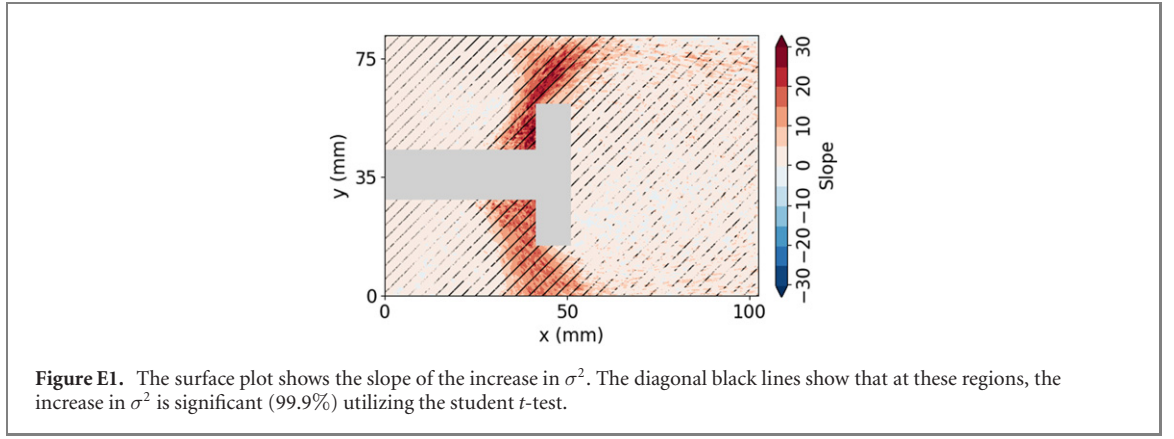 75
35
0
y (mm)
0
50
100
x (mm)
30
20
10
0
−10
−20
−30
Slope
Figure E1. The surface plot shows the slope of the increase in σ². The diagonal black lines show that at these regions, the
increase in σ² is significant (99.9%) utilizing the student t-test.